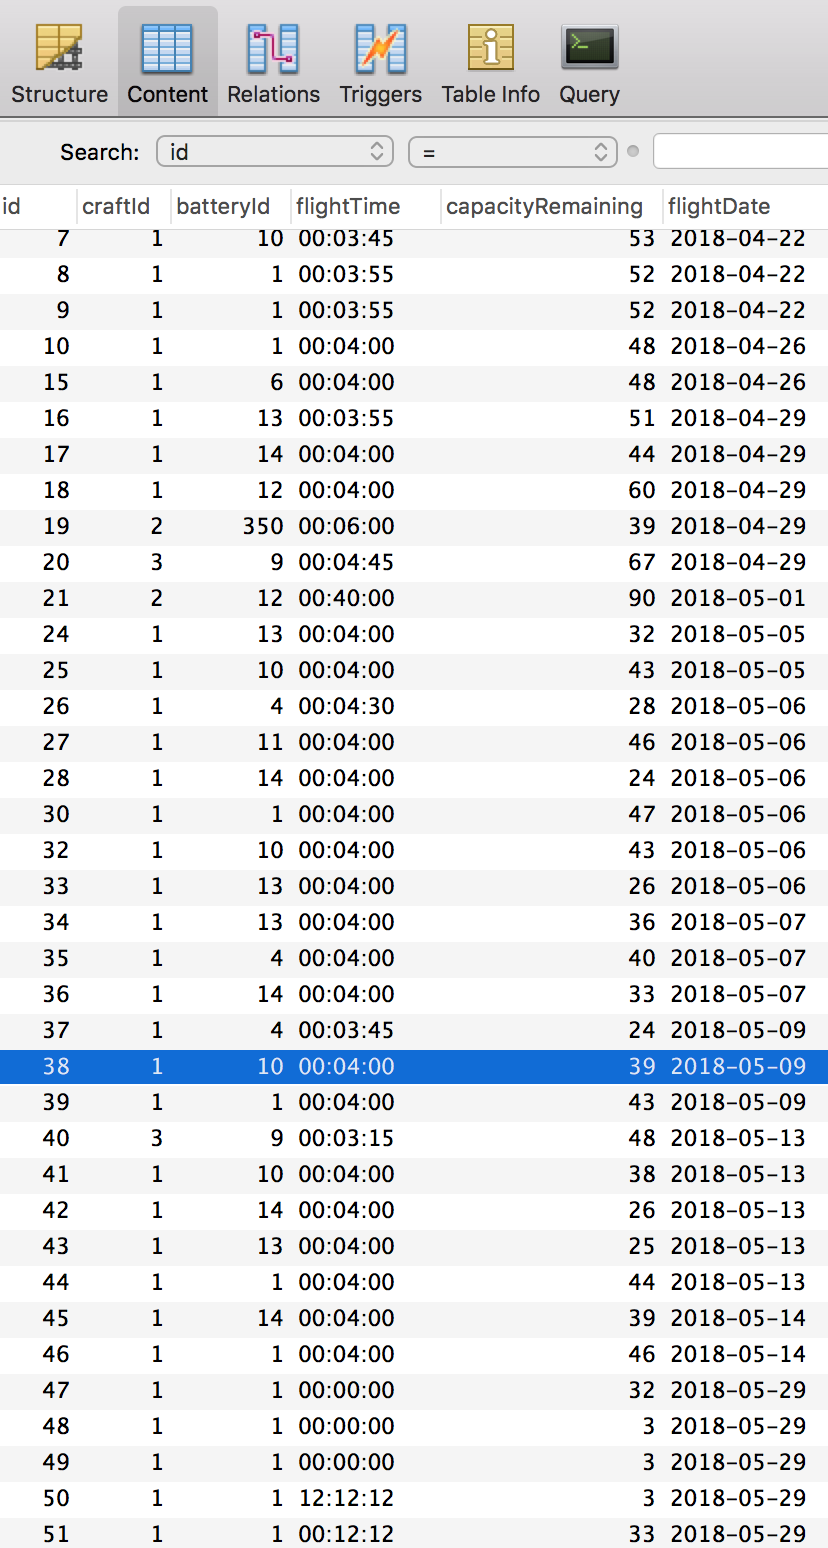 Structure Content Relations Triggers Table Info Query
Search: id =
id craftId batteryId flightTime capacityRemaining flightDate
7 1 10 00:03:45 53 2018-04-22
8 1 1 00:03:55 52 2018-04-22
9 1 1 00:03:55 52 2018-04-22
10 1 1 00:04:00 48 2018-04-26
15 1 6 00:04:00 48 2018-04-26
16 1 13 00:03:55 51 2018-04-29
17 1 14 00:04:00 44 2018-04-29
18 1 12 00:04:00 60 2018-04-29
19 2 350 00:06:00 39 2018-04-29
20 3 9 00:04:45 67 2018-04-29
21 2 12 00:40:00 90 2018-05-01
24 1 13 00:04:00 32 2018-05-05
25 1 10 00:04:00 43 2018-05-05
26 1 4 00:04:30 28 2018-05-06
27 1 11 00:04:00 46 2018-05-06
28 1 14 00:04:00 24 2018-05-06
30 1 1 00:04:00 47 2018-05-06
32 1 10 00:04:00 43 2018-05-06
33 1 13 00:04:00 26 2018-05-06
34 1 13 00:04:00 36 2018-05-07
35 1 4 00:04:00 40 2018-05-07
36 1 14 00:04:00 33 2018-05-07
37 1 4 00:03:45 24 2018-05-09
38 1 10 00:04:00 39 2018-05-09
39 1 1 00:04:00 43 2018-05-09
40 3 9 00:03:15 48 2018-05-13
41 1 10 00:04:00 38 2018-05-13
42 1 14 00:04:00 26 2018-05-13
43 1 13 00:04:00 25 2018-05-13
44 1 1 00:04:00 44 2018-05-13
45 1 14 00:04:00 39 2018-05-14
46 1 1 00:04:00 46 2018-05-14
47 1 1 00:00:00 32 2018-05-29
48 1 1 00:00:00 3 2018-05-29
49 1 1 00:00:00 3 2018-05-29
50 1 1 12:12:12 3 2018-05-29
51 1 1 00:12:12 33 2018-05-29